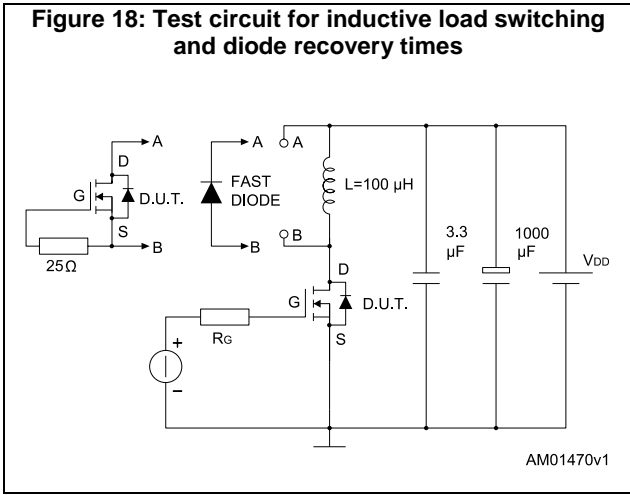 Figure 18: Test circuit for inductive load switching
and diode recovery times
A
D
G
D.U.T.
S
B
25Ω
A
FAST
DIODE
B
A
L=100 µH
B
D
G
D.U.T.
S
RG
+
−
3.3
µF
1000
µF
VDD
AM01470v1